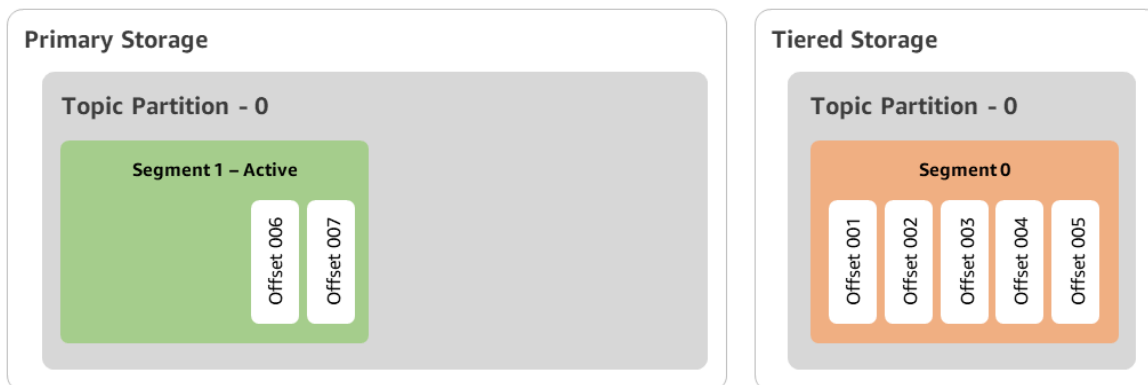 Primary Storage
Topic Partition - 0
Segment 1 – Active
Offset 006
Offset 007
Tiered Storage
Topic Partition - 0
Segment 0
Offset 001
Offset 002
Offset 003
Offset 004
Offset 005